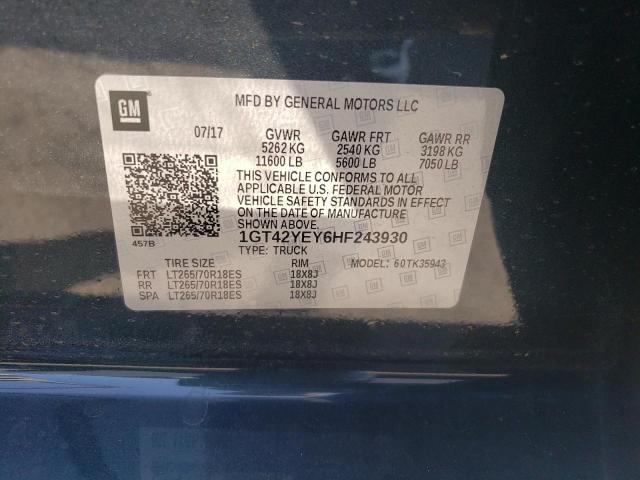 GM
MFD BY GENERAL MOTORS LLC
07/17 GVWR GAWR FRT GAWR RR
5262 KG 2540 KG 3198 KG
11600 LB 5600 LB 7050 LB
THIS VEHICLE CONFORMS TO ALL
APPLICABLE U.S. FEDERAL MOTOR
VEHICLE SAFETY STANDARDS IN EFFECT
ON THE DATE OF MANUFACTURE
SHOWN ABOVE.
457B
1GT42YEY6HF243930
TYPE: TRUCK
MODEL: 60TK35943
TIRE SIZE RIM
FRT LT265/70R18ES 18X8J
RR LT265/70R18ES 18X8J
SPA LT265/70R18ES 18X8J